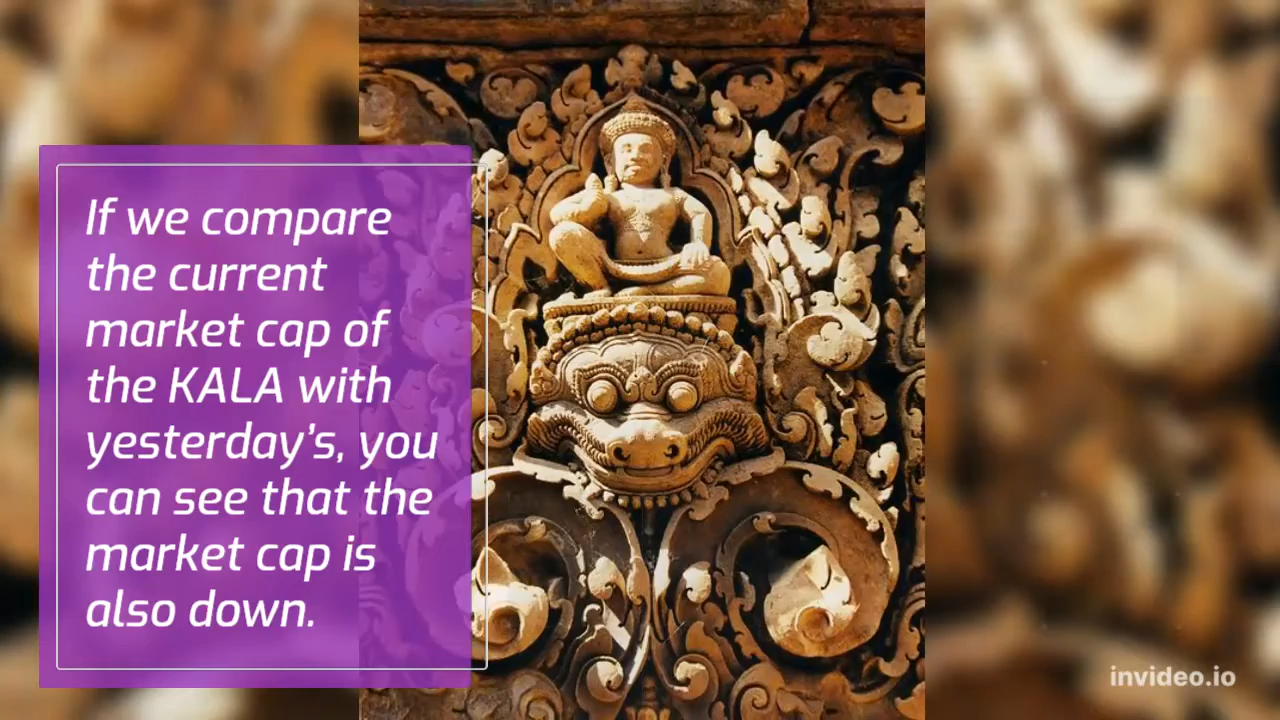 If we compare
the current
market cap of
the KALA with
yesterday's, you
can see that the
market cap is
also down.
invideo.io